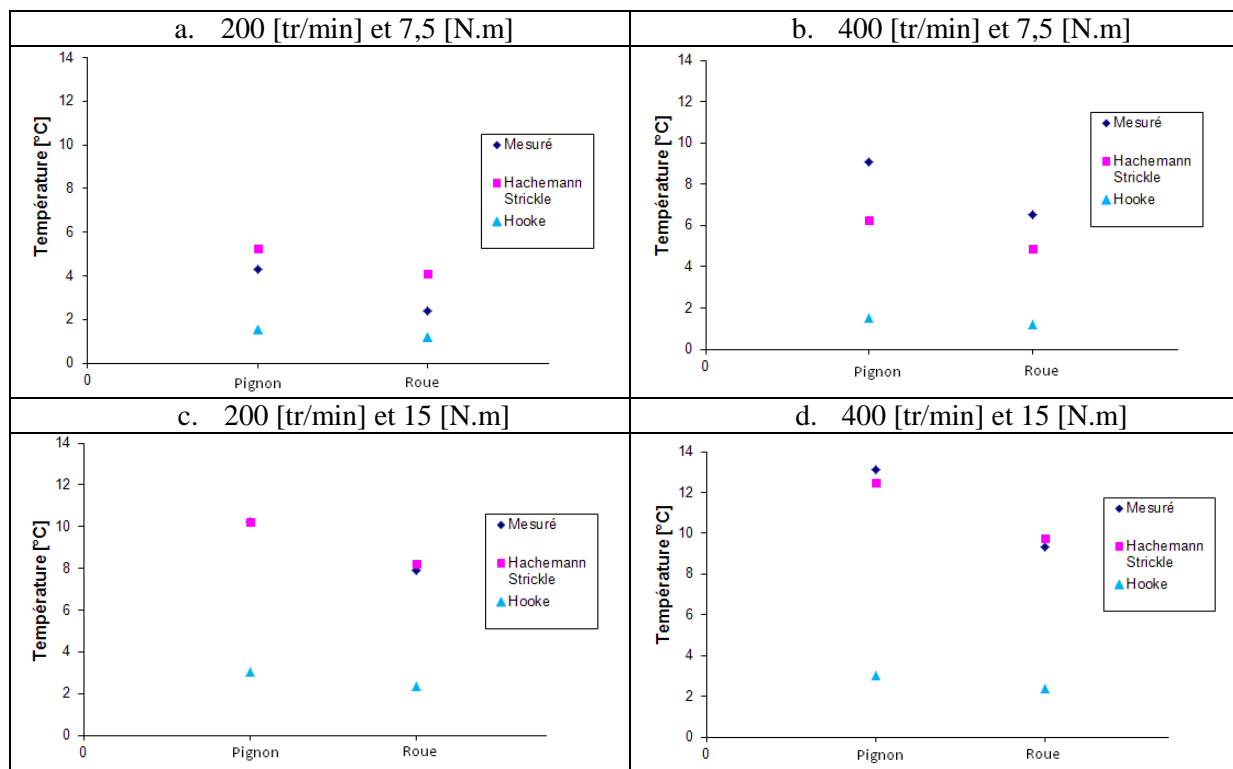 a. 200 [tr/min] et 7,5 [N.m]
Température [°C]
14
12
10
8
6
4
2
0
0
Pignon
Roue
Mesuré
Hachemann
Strickle
Hooke
b. 400 [tr/min] et 7,5 [N.m]
Température [°C]
14
12
10
8
6
4
2
0
0
Pignon
Roue
Mesuré
Hachemann
Strickle
Hooke
c. 200 [tr/min] et 15 [N.m]
Température [°C]
14
12
10
8
6
4
2
0
0
Pignon
Roue
Mesuré
Hachemann
Strickle
Hooke
d. 400 [tr/min] et 15 [N.m]
Température [°C]
14
12
10
8
6
4
2
0
0
Pignon
Roue
Mesuré
Hachemann
Strickle
Hooke